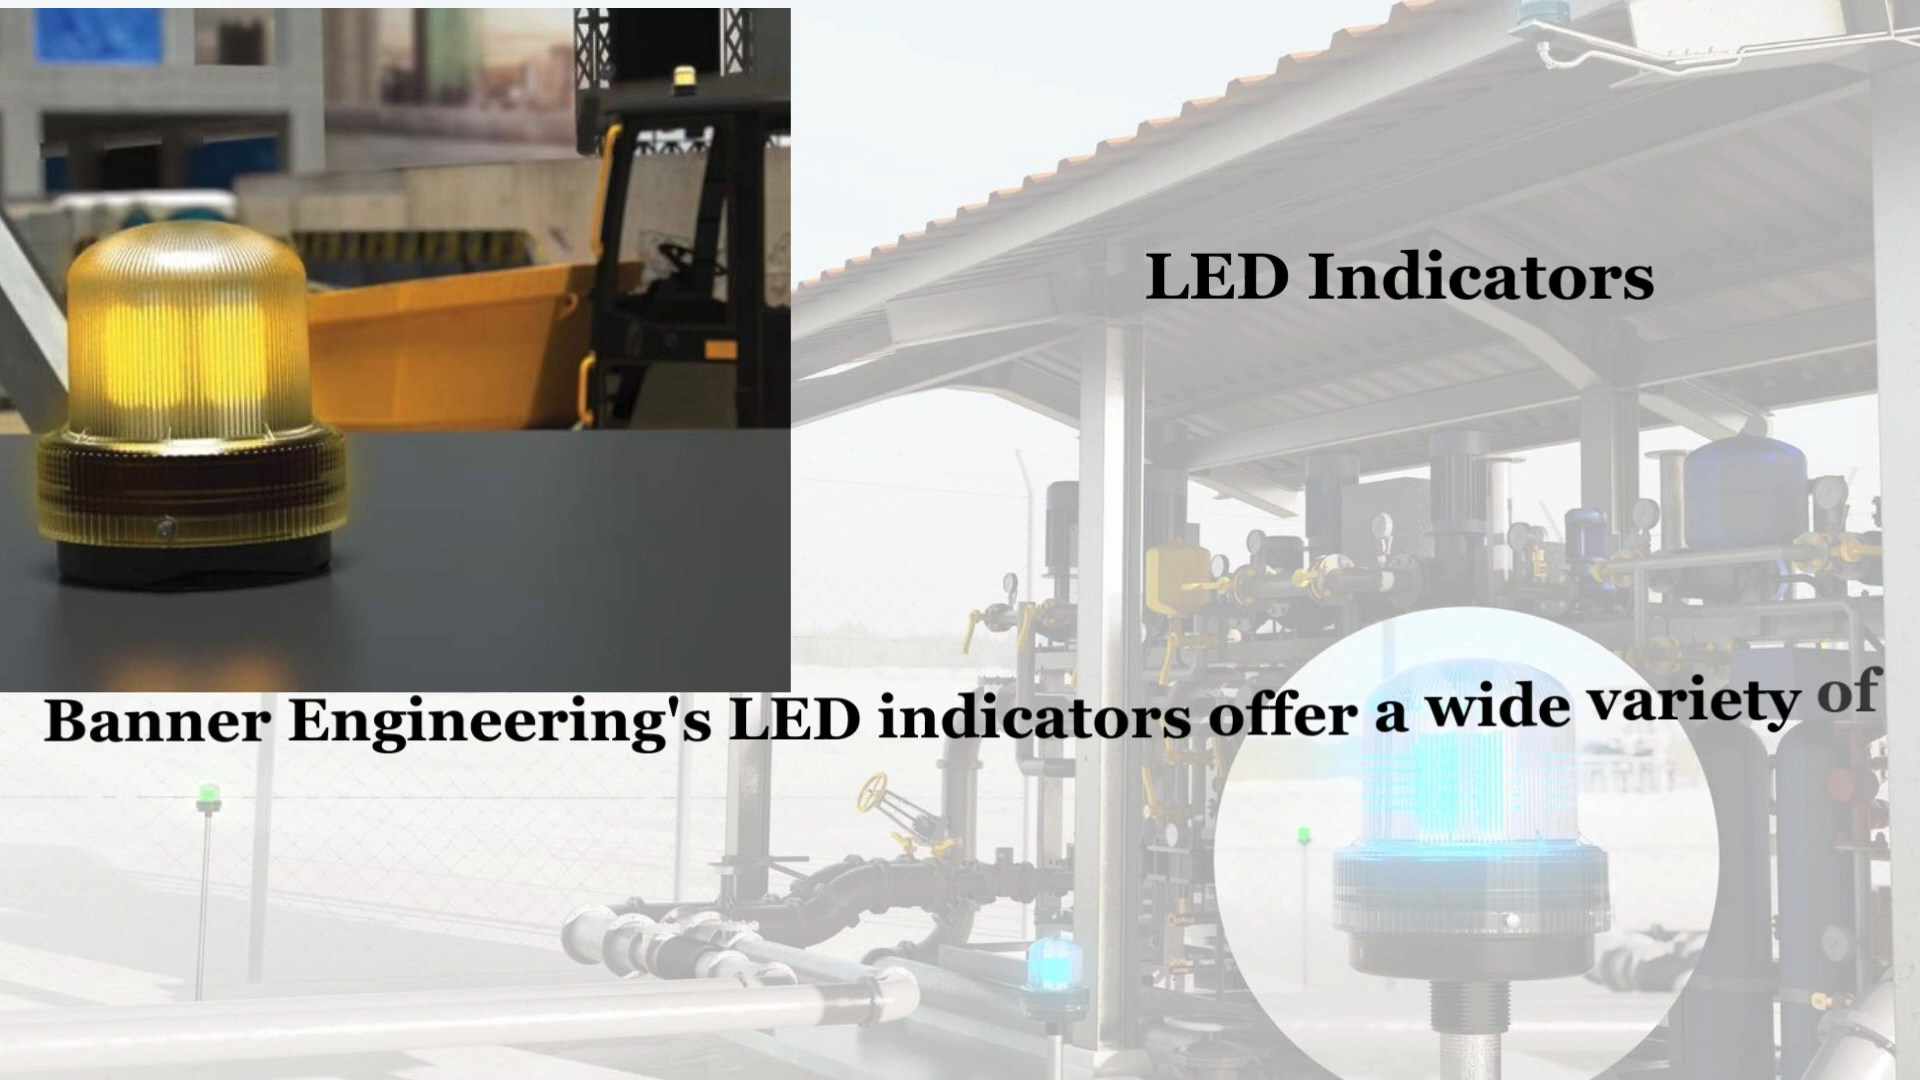 LED Indicators
Banner Engineering's LED indicators offer a wide variety of